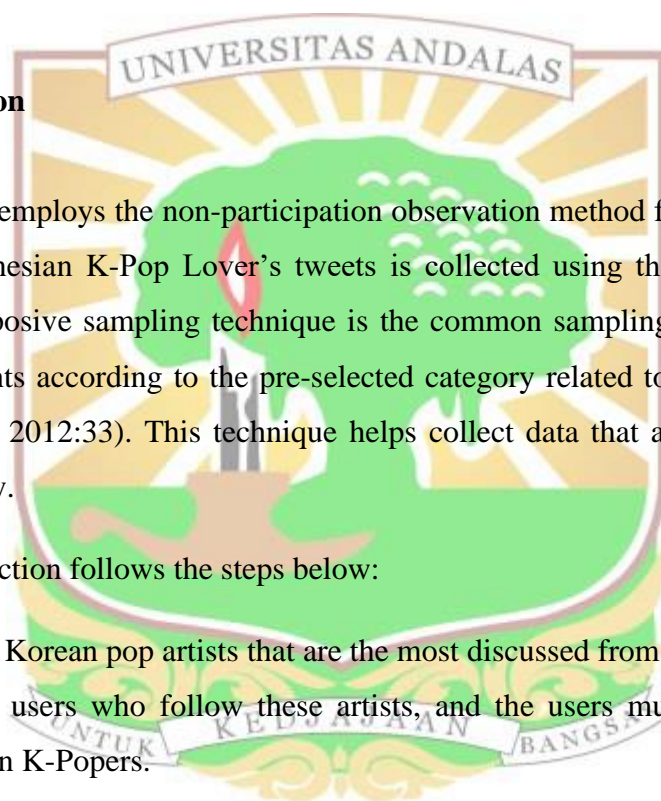 UNIVERSITAS ANDALAS
on
employs the non-participation observation method f
nesian K-Pop Lover's tweets is collected using th
posive sampling technique is the common sampling
nts according to the pre-selected category related to
2012:33). This technique helps collect data that a
y.
ction follows the steps below:
Korean pop artists that are the most discussed from
users who follow these artists, and the users mu
n K-Popers.
UNTUK KEDJAJAAN BANGSA